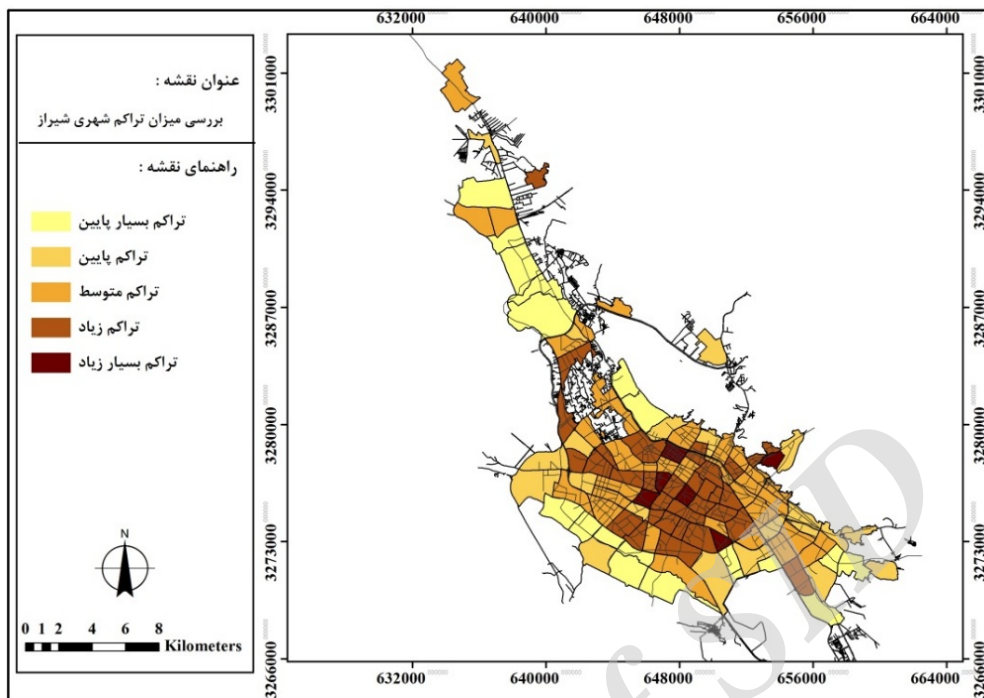 632000 640000 648000 656000 664000
عنوان نقشه :
بررسی میزان تراکم شهری شیراز
راهنمای نقشه :
تراکم بسیار پایین
تراکم پایین
تراکم متوسط
تراکم زیاد
تراکم بسیار زیاد
N
0 1 2 4 6 8
Kilometers
3301000
3294000
3287000
3280000
3273000
3266000
3301000
3294000
3287000
3280000
3273000
3266000
632000 640000 648000 656000 664000
of SID